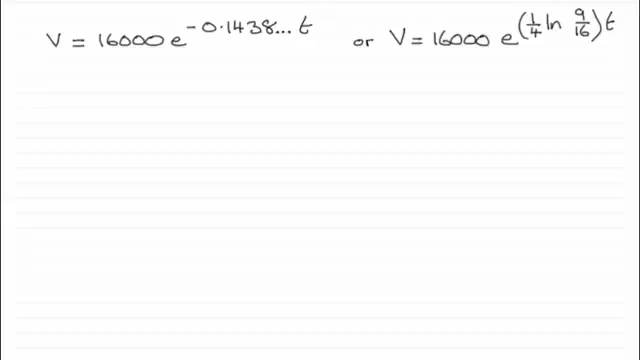 V = 16000 e^(-0.1438... t) or V = 16000 e^((1/4 ln 9/16) t)